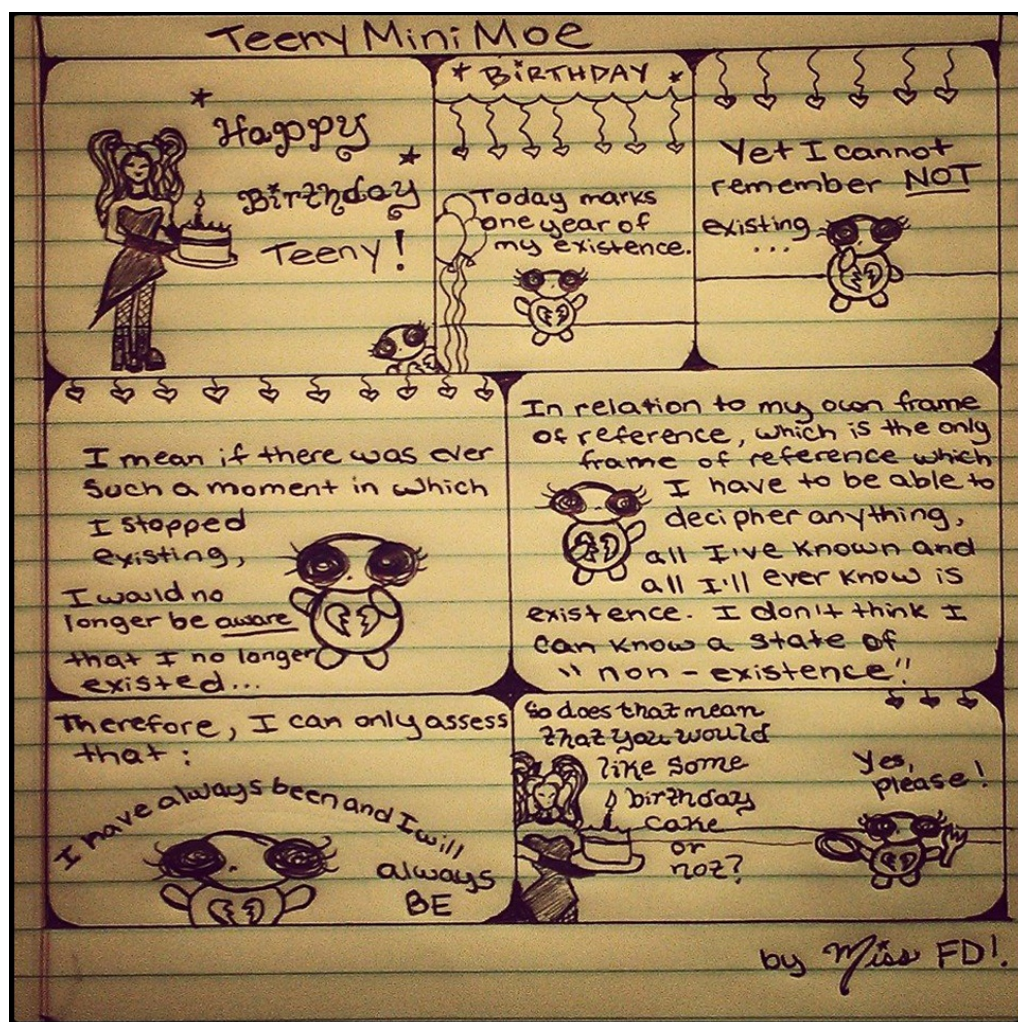 Teeny Mini Moe
Happy
Birthday
Teeny!
* BIRTHDAY *
Today marks
one year of
my existence.
Yet I cannot
remember NOT
existing
...
I mean if there was ever
such a moment in which
I stopped
existing,
I would no
longer be aware
that I no longer
existed...
In relation to my own frame
of reference, which is the only
frame of reference which
I have to be able to
decipher anything,
all I've known and
all I'll ever know is
existence. I don't think I
can know a state of
"non-existence".
Therefore, I can only assess
that:
I have always been and I will
always
BE
So does that mean
that you would
like some
birthday
cake
or
not?
Yes,
please!
by Miss FD!.